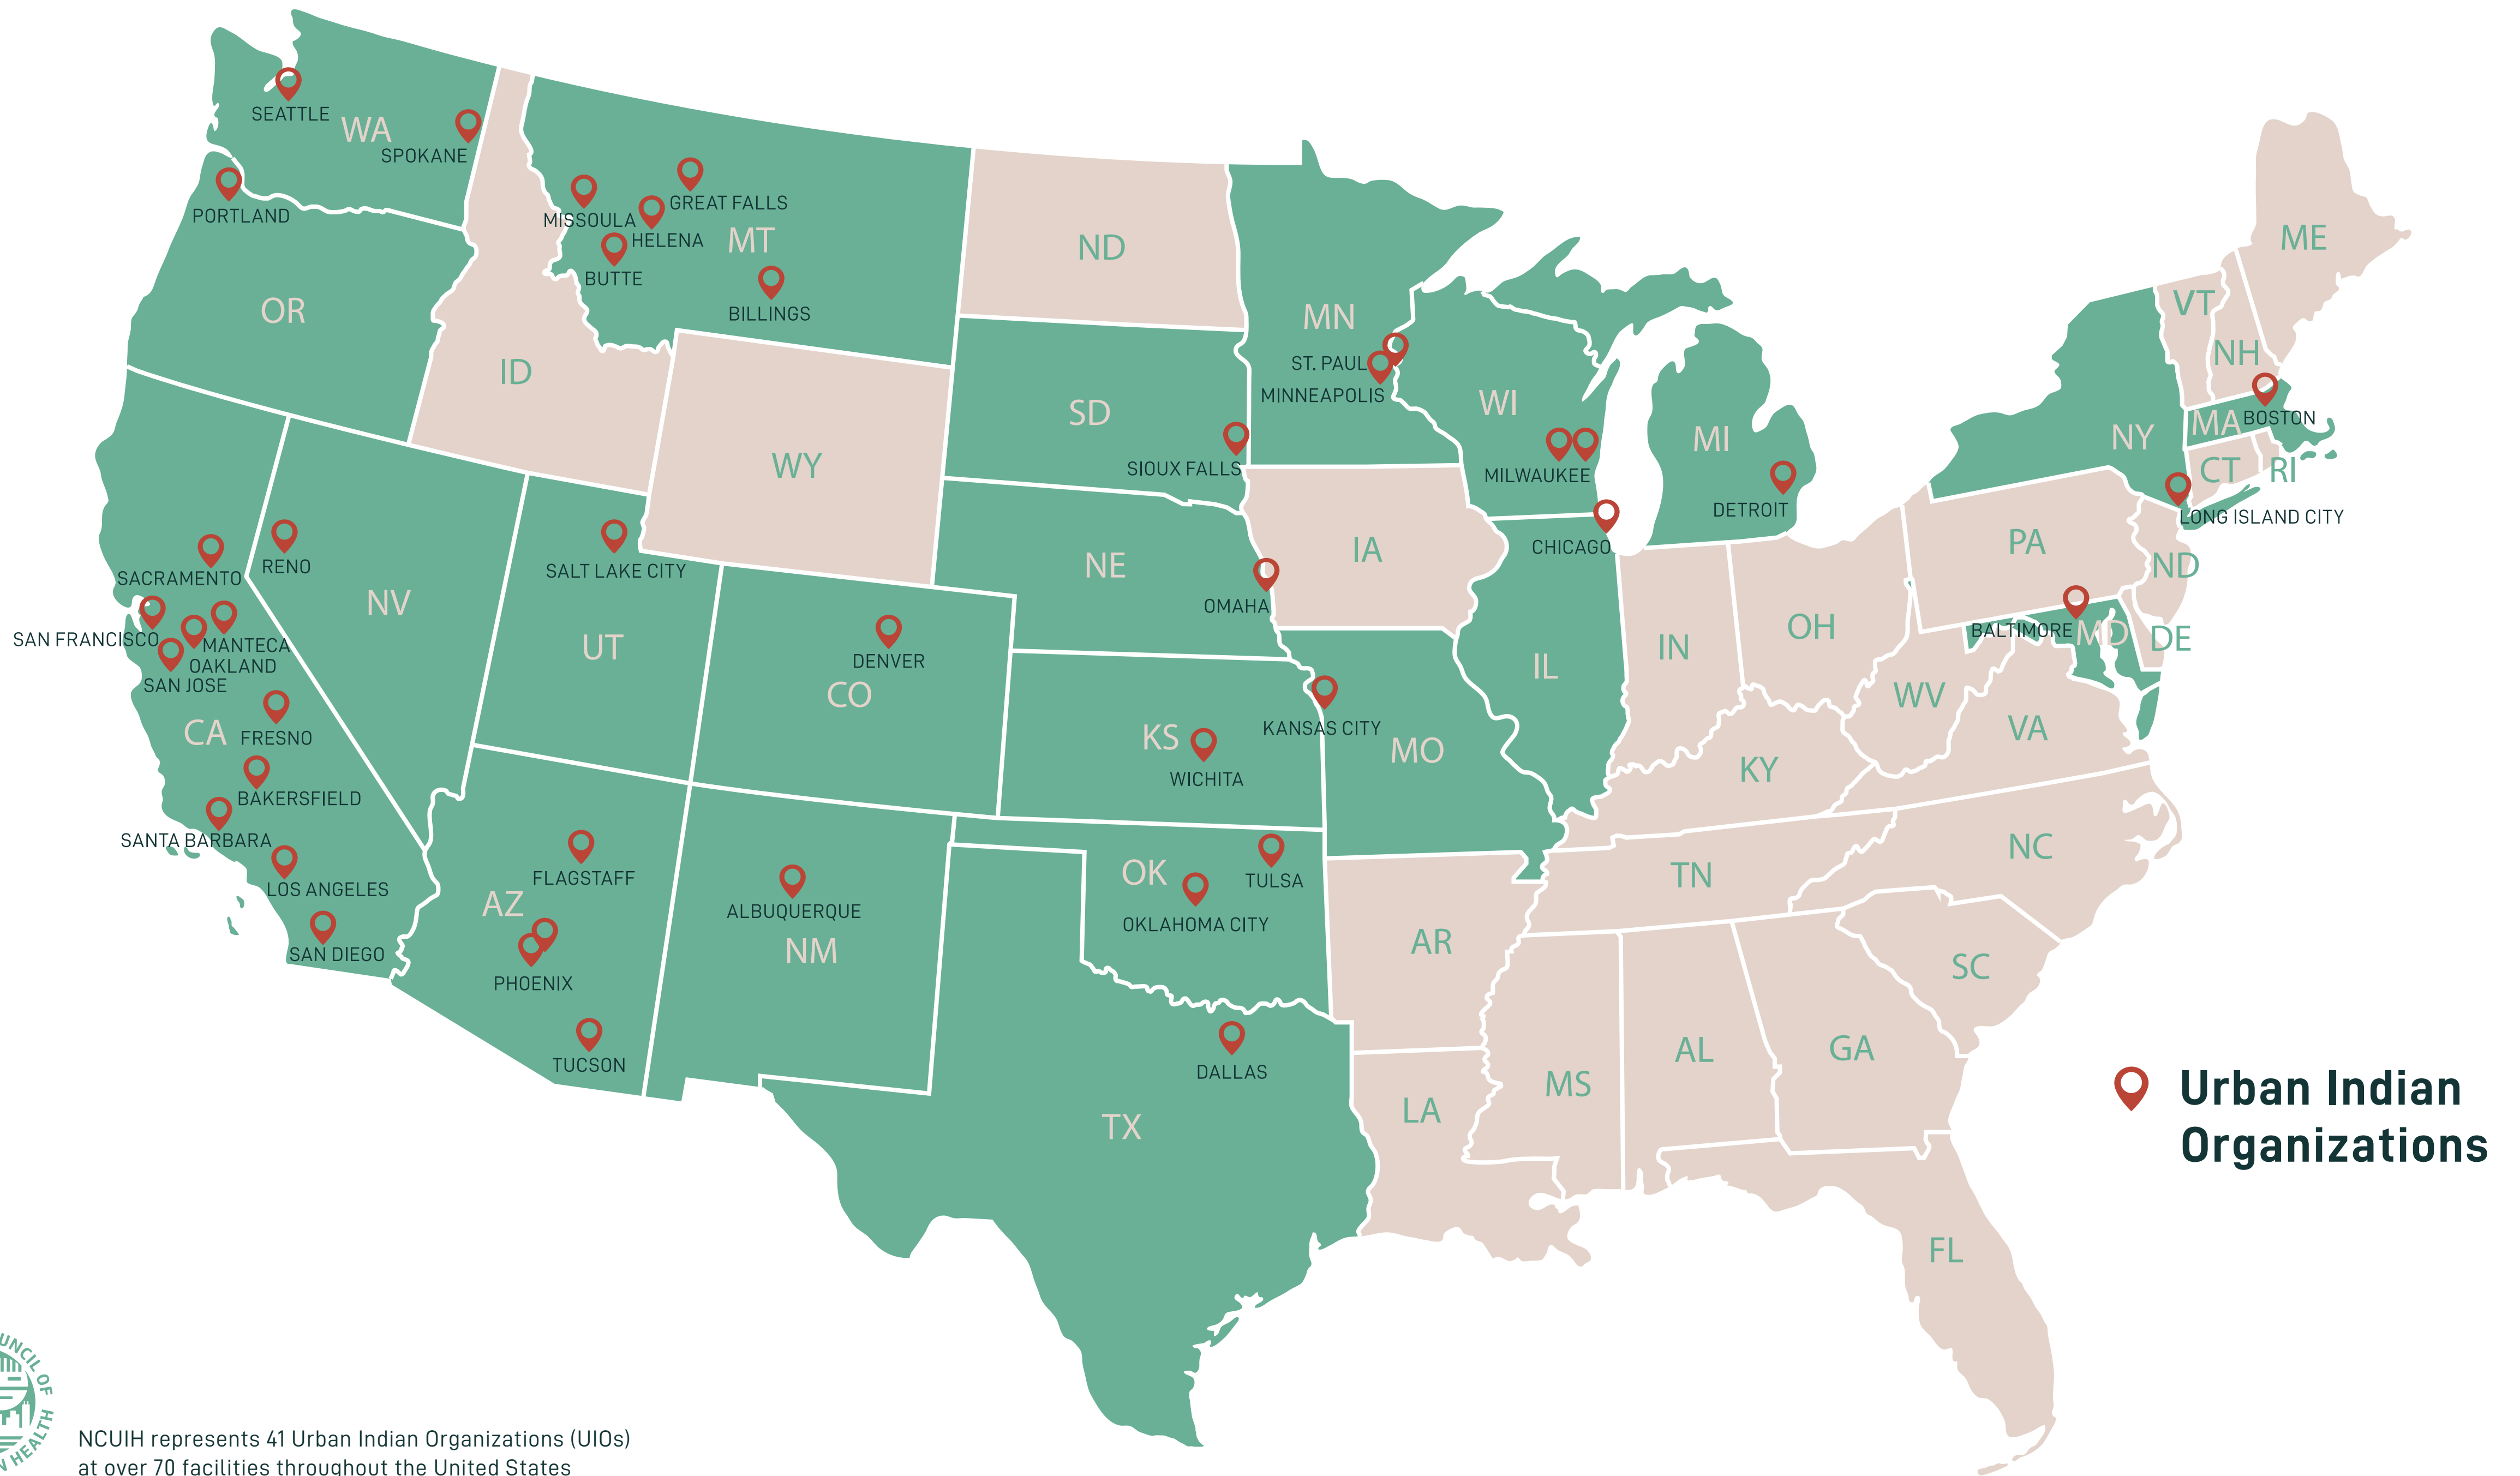 SEATTLE
WA
SPOKANE
PORTLAND
OR
ID
MISSOULA
GREAT FALLS
HELENA
MT
BUTTE
BILLINGS
ND
MN
ST. PAUL
MINNEAPOLIS
SD
SIOUX FALLS
WY
WI
MILWAUKEE
MI
DETROIT
ME
VT
NH
NY
MA
BOSTON
CT
RI
LONG ISLAND CITY
SACRAMENTO
RENO
NV
SAN FRANCISCO
MANTECA
OAKLAND
SAN JOSE
CA
FRESNO
BAKERSFIELD
SANTA BARBARA
LOS ANGELES
SAN DIEGO
SALT LAKE CITY
UT
DENVER
CO
NE
OMAHA
IA
CHICAGO
IL
IN
OH
PA
ND
BALTIMORE
MD
DE
WV
VA
KS
WICHITA
KANSAS CITY
MO
KY
TN
NC
FLAGSTAFF
AZ
PHOENIX
TUCSON
ALBUQUERQUE
NM
OK
TULSA
OKLAHOMA CITY
DALLAS
TX
AR
LA
MS
AL
GA
SC
FL
Urban Indian
Organizations
OF
HEALTH
NCUIH represents 41 Urban Indian Organizations (UIOs)
at over 70 facilities throughout the United States